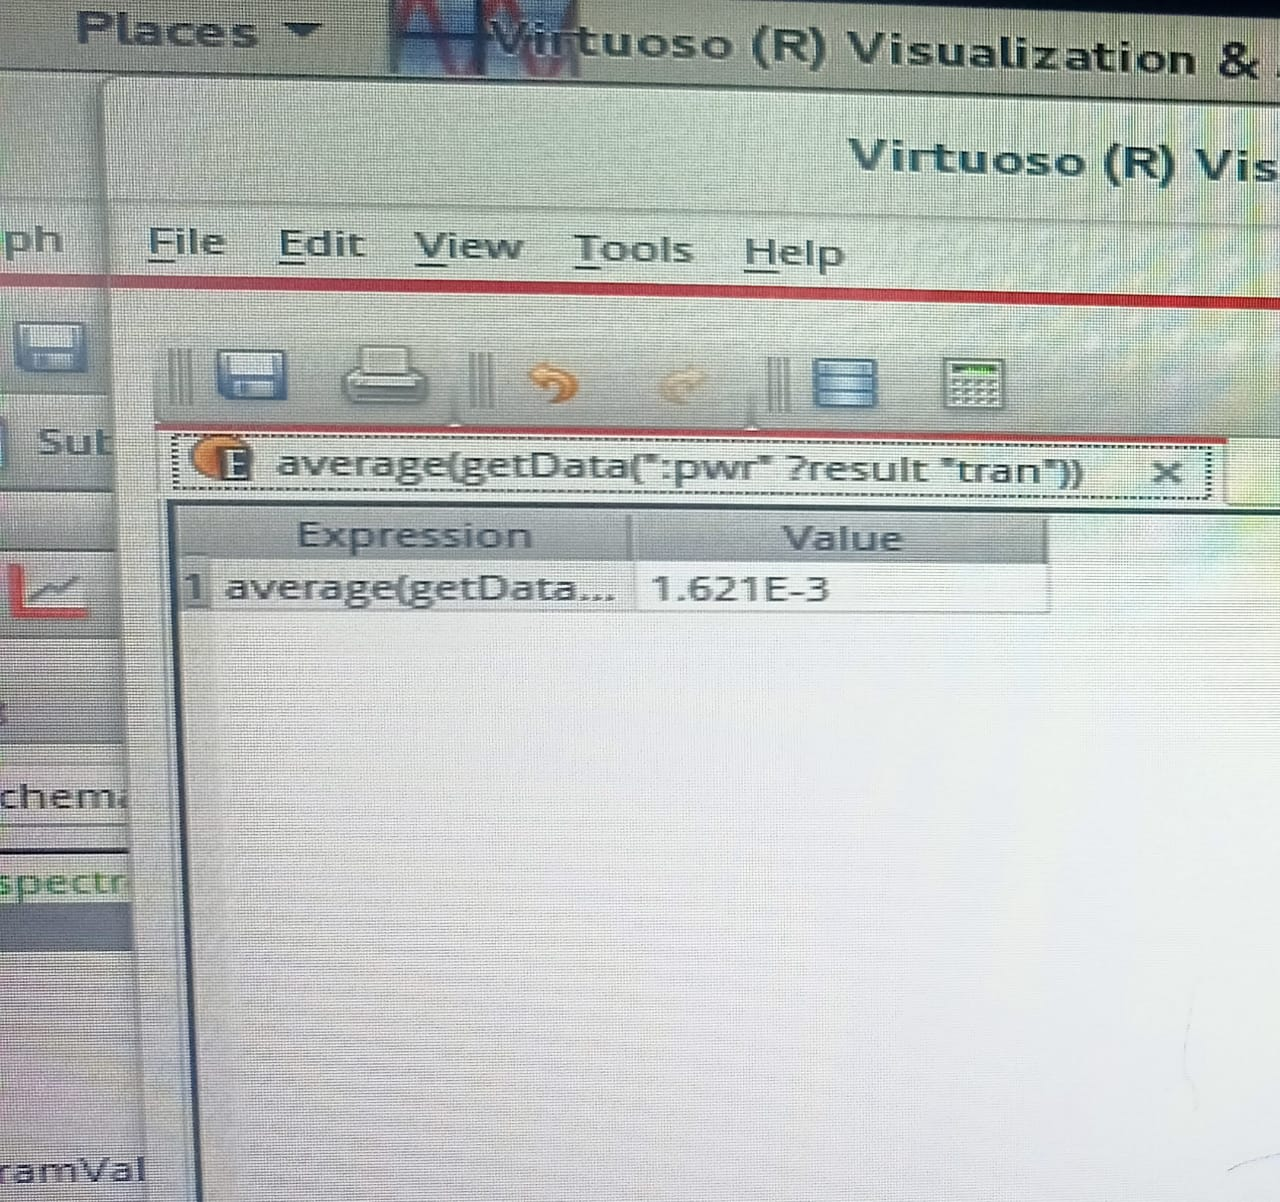 Places
Virtuoso (R) Visualization &
Virtuoso (R) Vis
ph
File Edit View Tools Help
Sub
E average(getData(":pwr" ?result "tran")) ×
Expression Value
1 average(getData... 1.621E-3
chema
spectr
ramVal